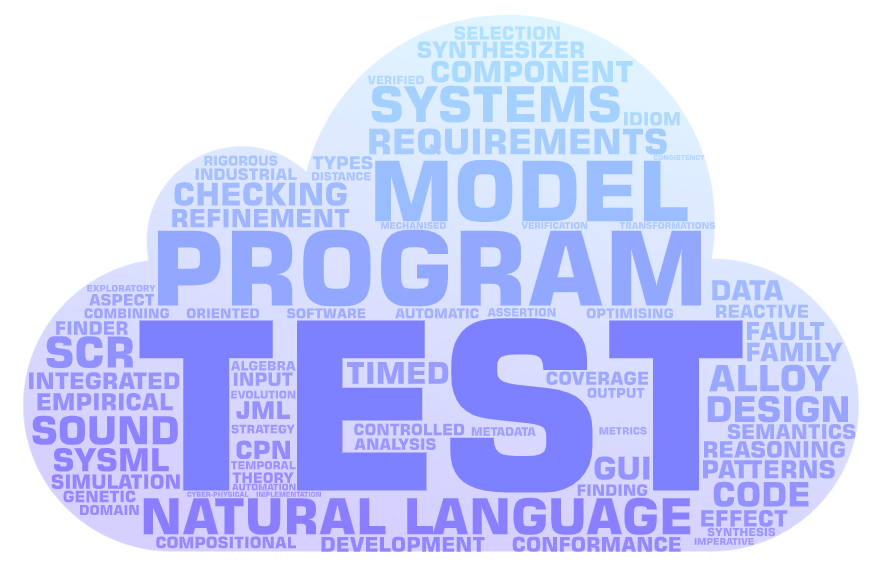 SELECTION
SYNTHESIZER
COMPONENT
VERIFIED
SYSTEMS
IDIOM
REQUIREMENTS
CONSISTENCY
RIGOROUS
TYPES
INDUSTRIAL
DISTANCE
MODEL
CHECKING
REFINEMENT
MECHANISED
VERIFICATION
TRANSFORMATIONS
PROGRAM
EXPLORATORY
ASPECT
DATA
COMBINING
ORIENTED
SOFTWARE
AUTOMATIC
ASSERTION
OPTIMISING
REACTIVE
TEST
FINDER
FAULT
SCR
FAMILY
ALGEBRA
TIMED
INTEGRATED
INPUT
COVERAGE
ALLOY
EVOLUTION
OUTPUT
EMPIRICAL
JML
DESIGN
SOUND
STRATEGY
CONTROLLED
METADATA
METRICS
SEMANTICS
ANALYSIS
CPN
REASONING
SYSML
TEMPORAL
GUI
PATTERNS
SIMULATION
THEORY
AUTOMATION
FINDING
CODE
GENETIC
CYBER-PHYSICAL
IMPLEMENTATION
DOMAIN
NATURAL LANGUAGE
EFFECT
SYNTHESIS
IMPERATIVE
COMPOSITIONAL
DEVELOPMENT
CONFORMANCE